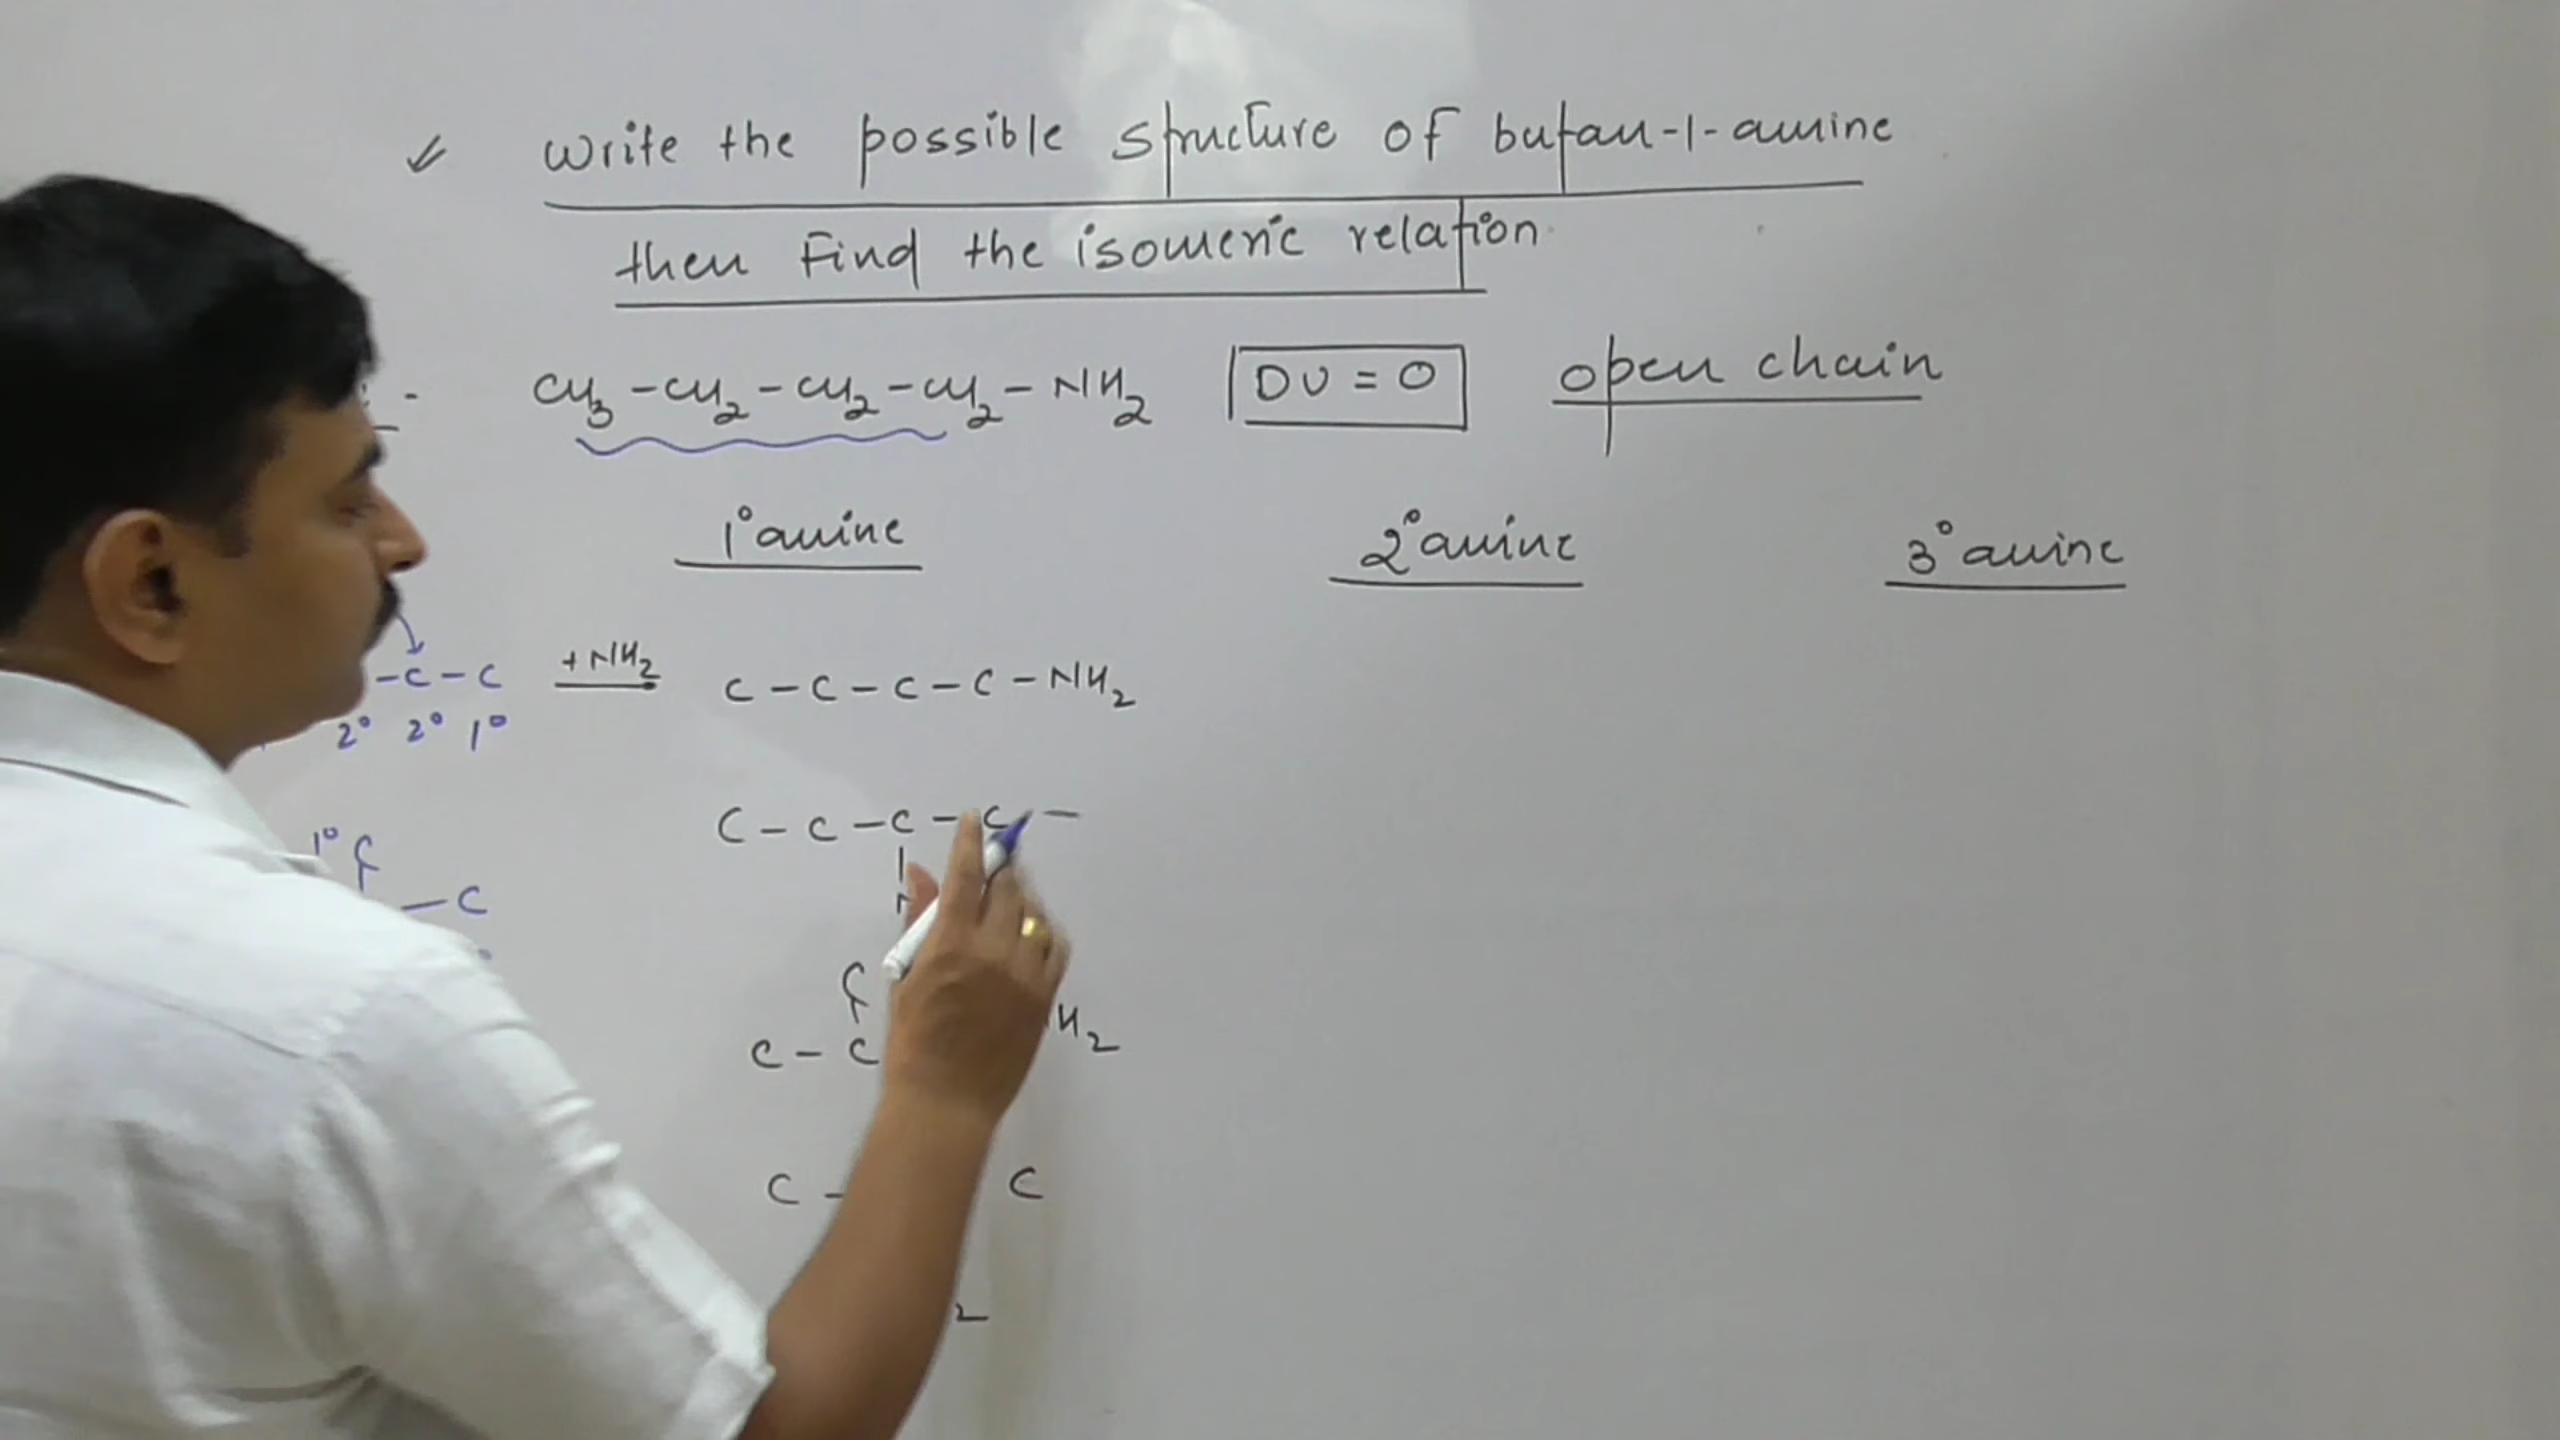 ✓ Write the possible structure of butan-1-amine
then Find the isomeric relation
CH3 - CH2 - CH2 - CH2 - NH2 DU = 0 open chain
1° amine 2° amine 3° amine
- C - C + NH2 C - C - C - C - NH2
2° 2° 1°
C - C - C - C -
1° C
- C
C
C - C H2
C - C
2